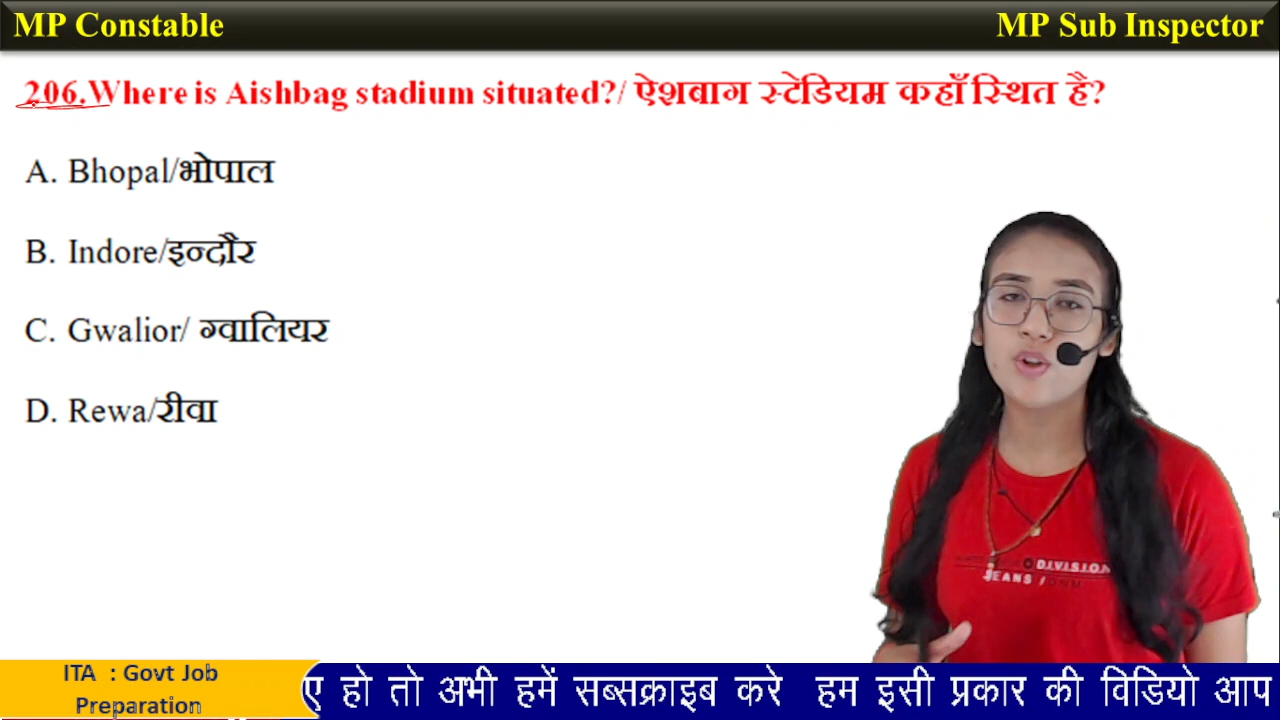 MP Constable
MP Sub Inspector
206.Where is Aishbag stadium situated?/ ऐशबाग स्टेडियम कहाँ स्थित है?
A. Bhopal/भोपाल
B. Indore/इन्दौर
C. Gwalior/ ग्वालियर
D. Rewa/रीवा
D.I.V.I.S.I.O.N
JEANS /
ITA : Govt Job
Preparation
ए हो तो अभी हमें सब्सक्राइब करे हम इसी प्रकार की विडियो आप